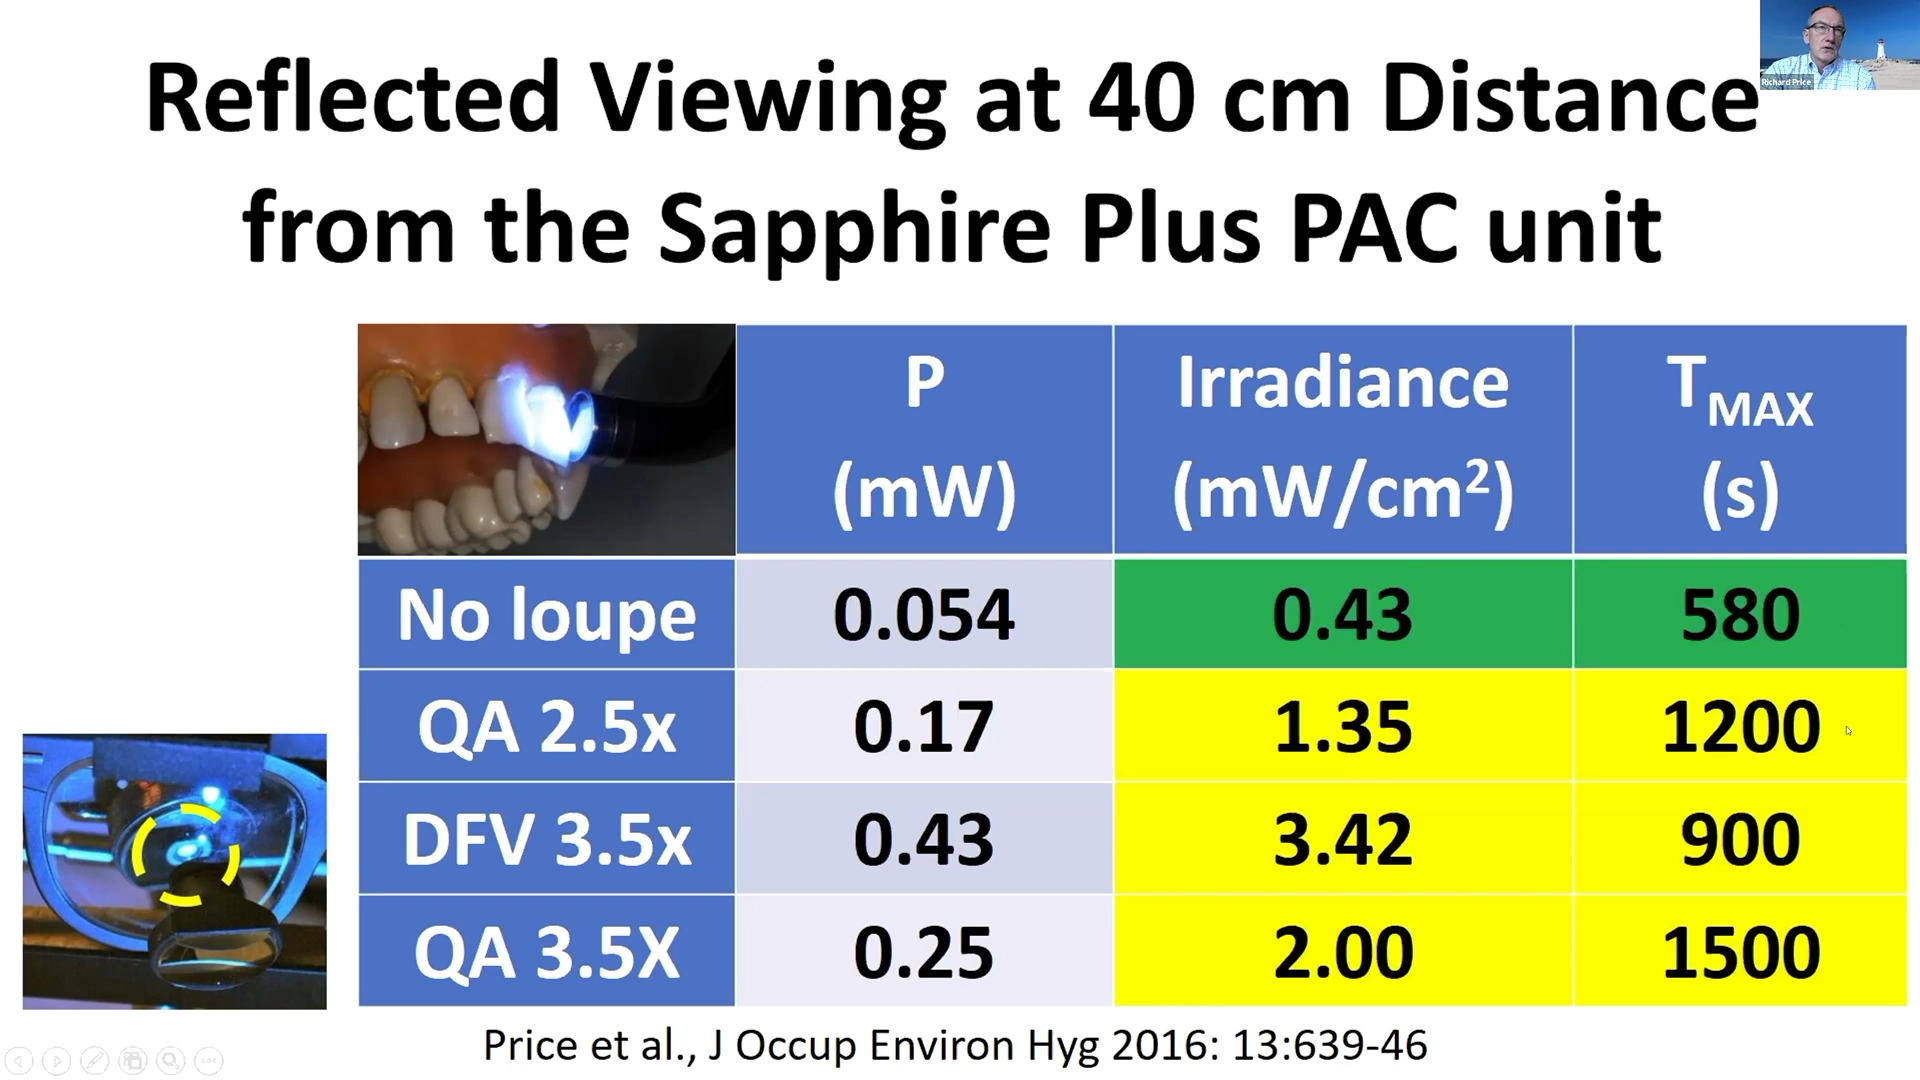 Reflected Viewing at 40 cm Distance
from the Sapphire Plus PAC unit
Richard Price
P (mW) Irradiance (mW/cm²) TMAX (s)
No loupe 0.054 0.43 580
QA 2.5x 0.17 1.35 1200
DFV 3.5x 0.43 3.42 900
QA 3.5X 0.25 2.00 1500
Price et al., J Occup Environ Hyg 2016: 13:639-46